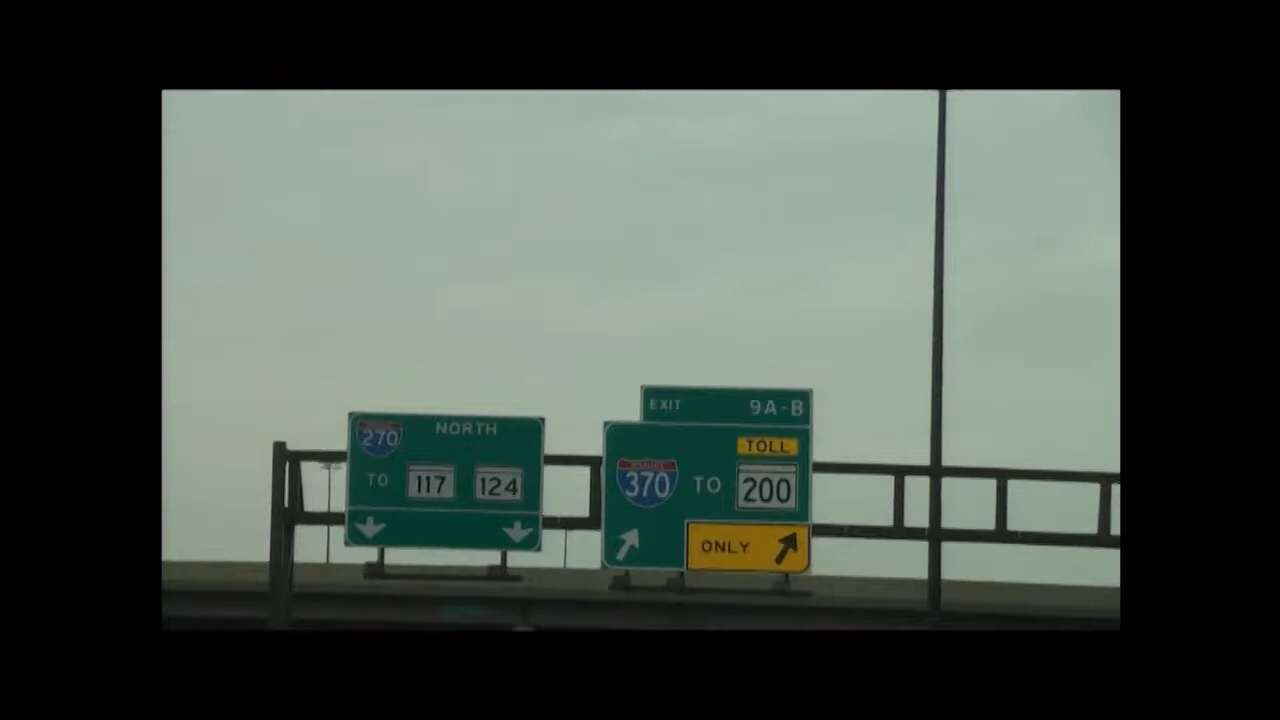 270 NORTH
TO 117 124
EXIT 9A-B
TOLL
370 TO 200
ONLY